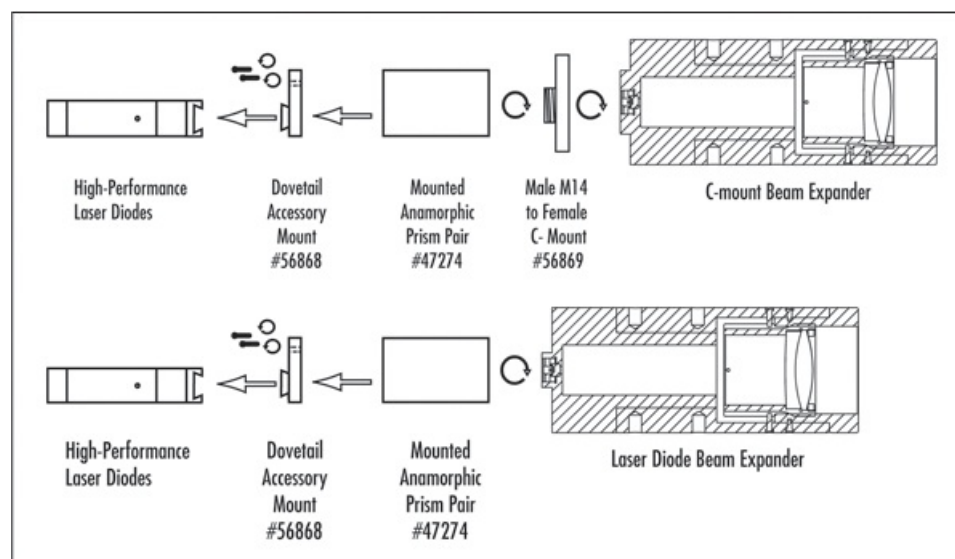 High-Performance
Laser Diodes
Dovetail
Accessory
Mount
#56868
Mounted
Anamorphic
Prism Pair
#47274
Male M14
to Female
C- Mount
#56869
C-mount Beam Expander
High-Performance
Laser Diodes
Dovetail
Accessory
Mount
#56868
Mounted
Anamorphic
Prism Pair
#47274
Laser Diode Beam Expander